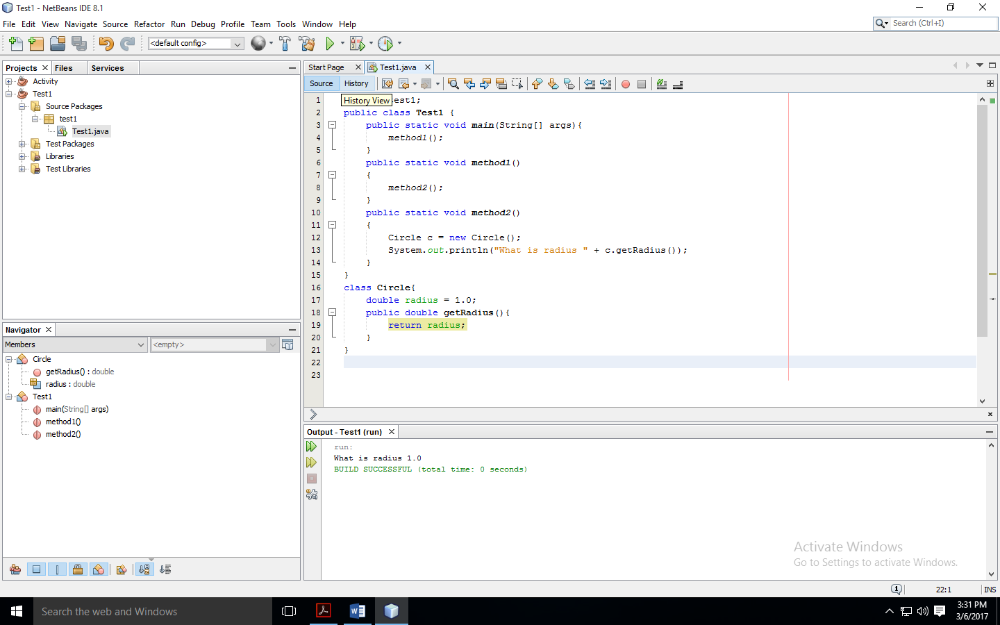 Test1 - NetBeans IDE 8.1
File Edit View Navigate Source Refactor Run Debug Profile Team Tools Window Help
Search (Ctrl+I)
<default config>
Projects Files Services
Activity
Test1
Source Packages
test1
Test1.java
Test Packages
Libraries
Test Libraries
Navigator
Members <empty>
Circle
getRadius() : double
radius : double
Test1
main(String[] args)
method1()
method2()
Start Page Test1.java
Source History
History View
1 est1;
2 public class Test1 {
3 public static void main(String[] args){
4 method1();
5 }
6 public static void method1()
7 {
8 method2();
9 }
10 public static void method2()
11 {
12 Circle c = new Circle();
13 System.out.println("What is radius " + c.getRadius());
14 }
15 }
16 class Circle{
17 double radius = 1.0;
18 public double getRadius(){
19 return radius;
20 }
21 }
22
23
Output - Test1 (run)
run:
What is radius 1.0
BUILD SUCCESSFUL (total time: 0 seconds)
Activate Windows
Go to Settings to activate Windows.
1 22:1 INS
Search the web and Windows
3:31 PM
3/6/2017